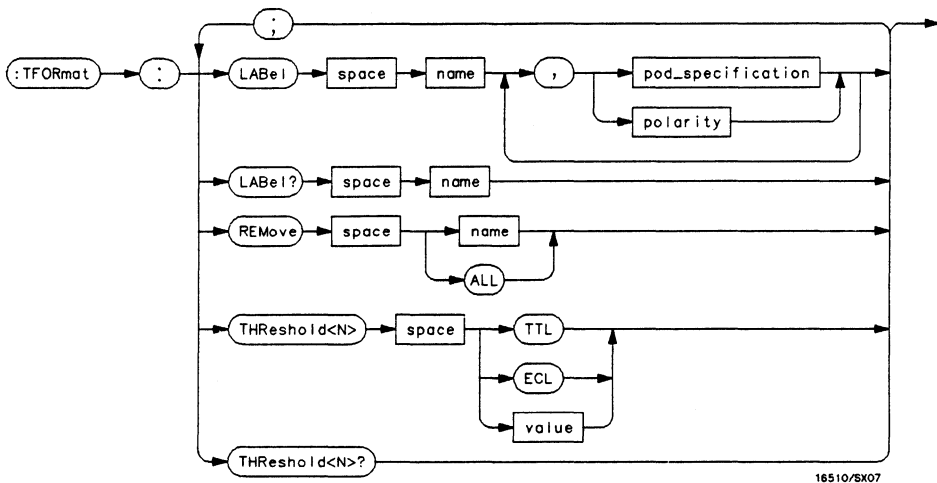 ;
:TFORmat : LABel space name , pod_specification
polarity
LABel? space name
REMove space name
ALL
THReshold<N> space TTL
ECL
value
THReshold<N>?
16510/SX07